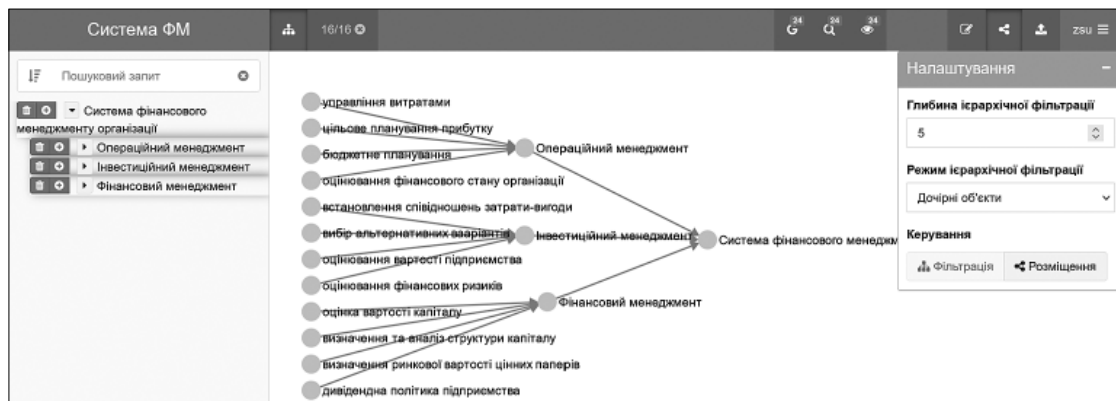 Система ФМ
16/16
24
24
24
zsu
Пошуковий запит
Система фінансового
менеджменту організації
Операційний менеджмент
Інвестиційний менеджмент
Фінансовий менеджмент
управління витратами
цільове планування прибутку
бюджетне планування
оцінювання фінансового стану організації
встановлення співідношень затрати-вигоди
вибір альтернативних вааріантів
оцінювання вартості підприємства
оцінювання фінансових ризиків
оцінка вартості капіталу
визначення та аналіз структури капіталу
визначення ринкової вартості цінних паперів
дивідендна політика підприємства
Операційний менеджмент
Інвестиційний менеджмент
Фінансовий менеджмент
Система фінансового менеджм
Налаштування
Глибина ієрархічної фільтрації
5
Режим ієрархічної фільтрації
Дочірні об'єкти
Керування
Фільтрація
Розміщення